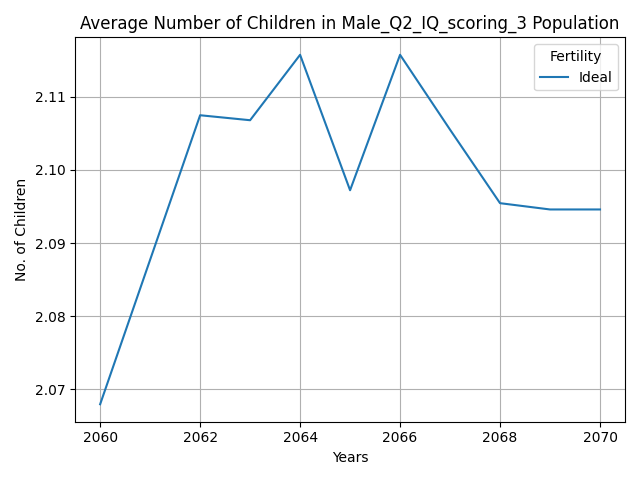 Average Number of Children in Male_Q2_IQ_scoring_3 Population
Fertility
Ideal
2.11
2.10
2.09
2.08
2.07
No. of Children
2060
2062
2064
2066
2068
2070
Years